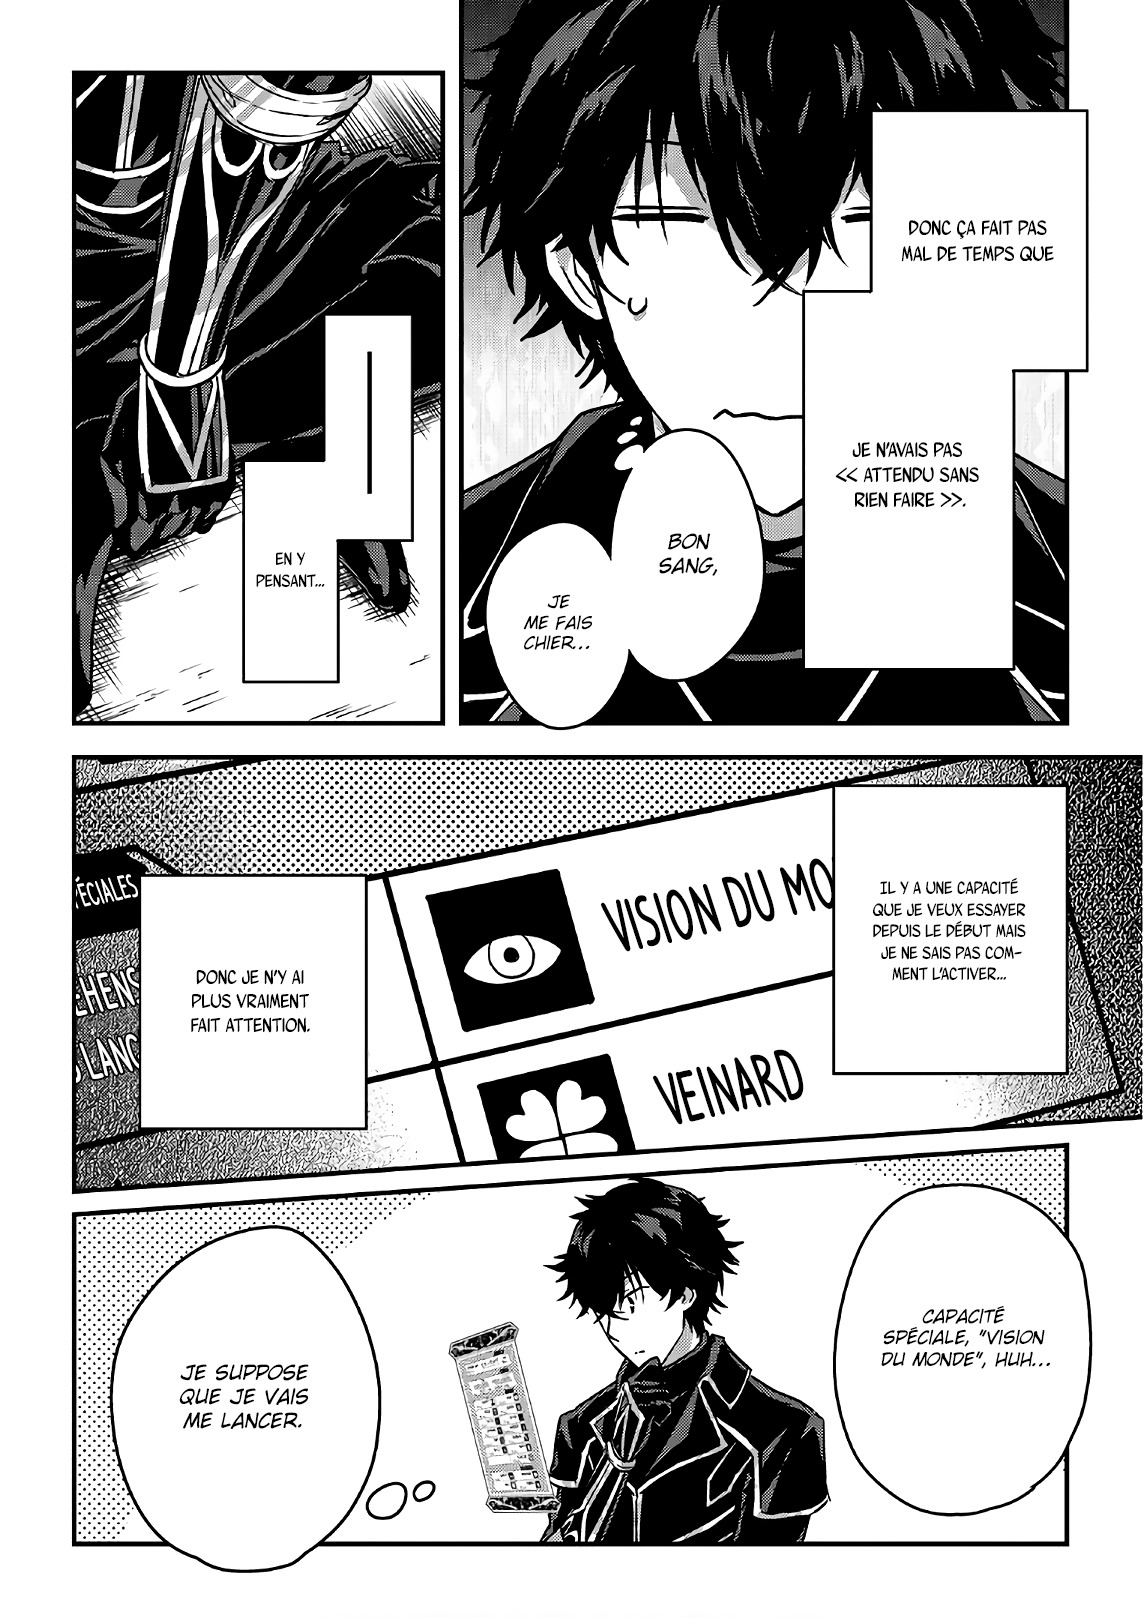 DONC ÇA FAIT PAS
MAL DE TEMPS QUE
JE N'AVAIS PAS
<< ATTENDU SANS
RIEN FAIRE >>.
BON
SANG,
JE
ME FAIS
CHIER...
EN Y
PENSANT...
IL Y A UNE CAPACITÉ
QUE JE VEUX ESSAYER
DEPUIS LE DÉBUT MAIS
JE NE SAIS PAS COM-
MENT L'ACTIVER...
VISION DU MO
VEINARD
PÉCIALES
EHENS
LANC
DONC JE N'Y AI
PLUS VRAIMENT
FAIT ATTENTION.
CAPACITÉ
SPÉCIALE, "VISION
DU MONDE", HUH...
JE SUPPOSE
QUE JE VAIS
ME LANCER.